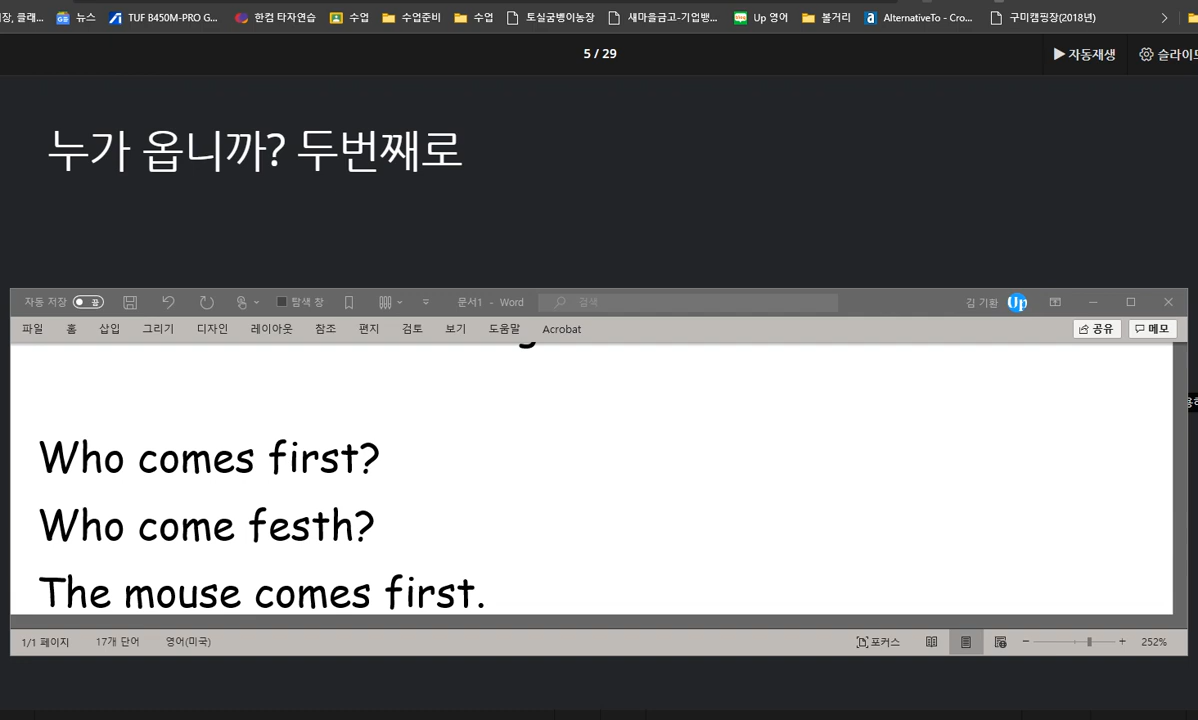 장, 클래... 뉴스 TUF B450M-PRO G... 한컴 타자연습 수업 수업준비 수업 토실굼벵이농장 새마을금고-기업뱅... Up 영어 볼거리 AlternativeTo - Cro... 구미캠핑장(2018년)
5 / 29
자동재생 슬라이드
누가 옵니까? 두번째로
자동 저장 끔 탐색 창 문서1 - Word 검색 김 기환 Up
파일 홈 삽입 그리기 디자인 레이아웃 참조 편지 검토 보기 도움말 Acrobat 공유 메모
Who comes first?
Who come festh?
The mouse comes first.
1/1 페이지 17개 단어 영어(미국) 포커스 252%